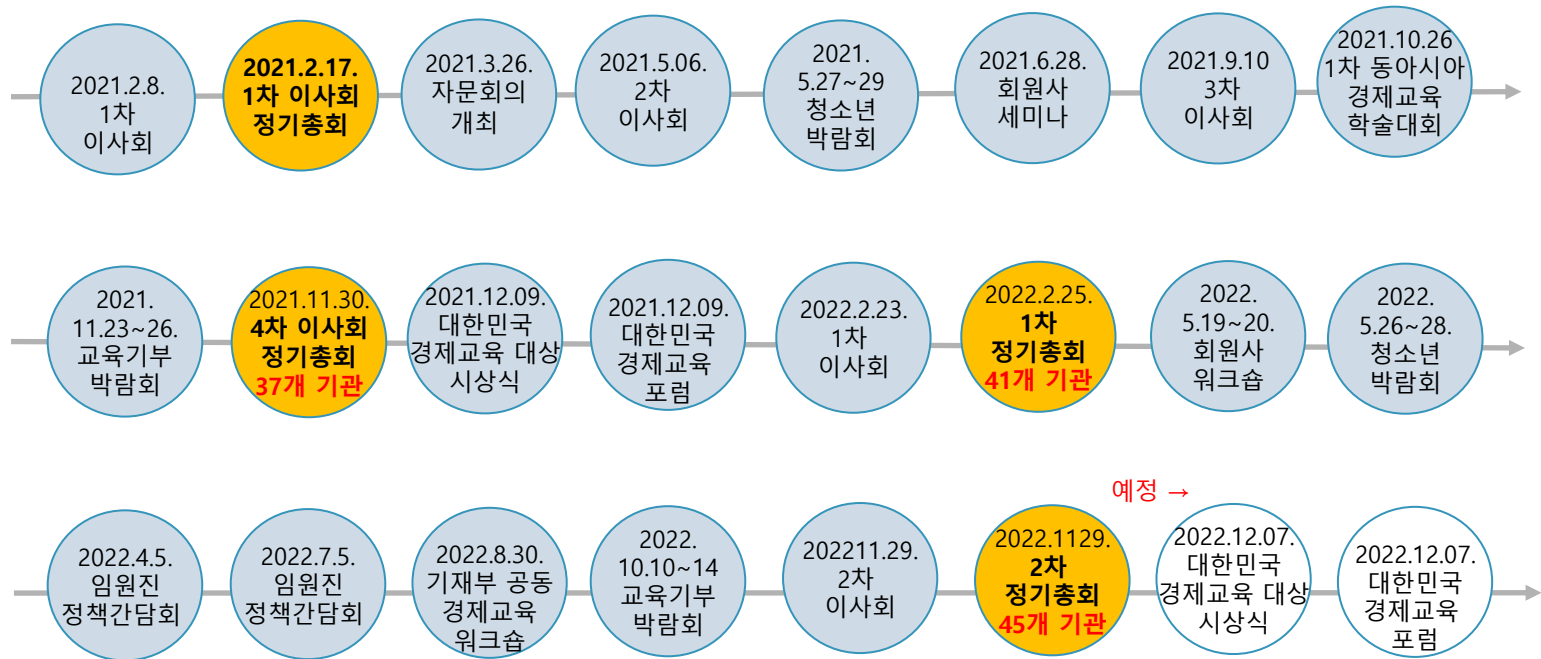 2021.2.8.
1차
이사회
2021.2.17.
1차 이사회
정기총회
2021.3.26.
자문회의
개최
2021.5.06.
2차
이사회
2021.
5.27~29
청소년
박람회
2021.6.28.
회원사
세미나
2021.9.10
3차
이사회
2021.10.26
1차 동아시아
경제교육
학술대회
2021.
11.23~26.
교육기부
박람회
2021.11.30.
4차 이사회
정기총회
37개 기관
2021.12.09.
대한민국
경제교육 대상
시상식
2021.12.09.
대한민국
경제교육
포럼
2022.2.23.
1차
이사회
2022.2.25.
1차
정기총회
41개 기관
2022.
5.19~20.
회원사
워크숍
2022.
5.26~28.
청소년
박람회
예정 →
2022.4.5.
임원진
정책간담회
2022.7.5.
임원진
정책간담회
2022.8.30.
기재부 공동
경제교육
워크숍
2022.
10.10~14
교육기부
박람회
202211.29.
2차
이사회
2022.1129.
2차
정기총회
45개 기관
2022.12.07.
대한민국
경제교육 대상
시상식
2022.12.07.
대한민국
경제교육
포럼